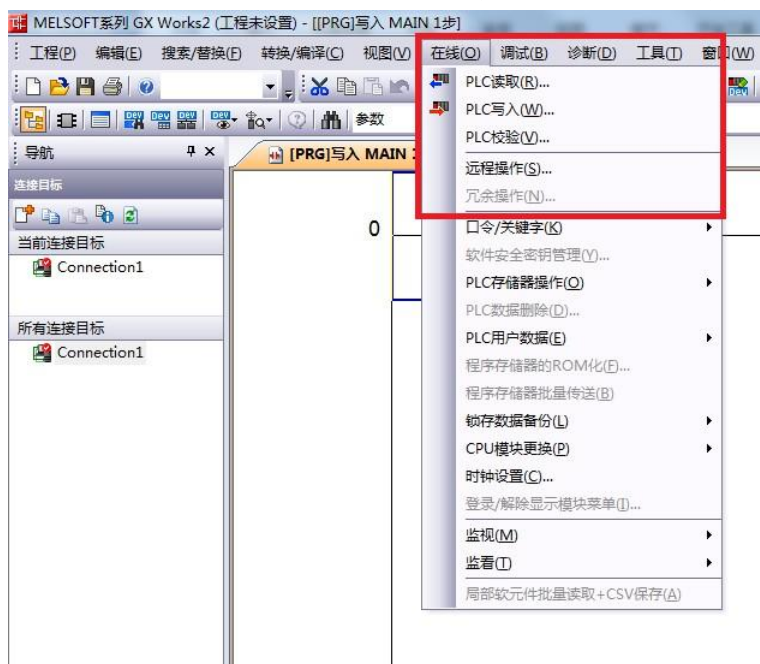 MELSOFT系列 GX Works2 (工程未设置) - [[PRG]写入 MAIN 1步]
工程(P) 编辑(E) 搜索/替换(F) 转换/编译(C) 视图(V) 在线(O) 调试(B) 诊断(D) 工具(T) 窗口(W)
参数
导航
[PRG]写入 MAIN 1
连接目标
当前连接目标
Connection1
所有连接目标
Connection1
0
PLC读取(R)...
PLC写入(W)...
PLC校验(V)...
远程操作(S)...
冗余操作(N)...
口令/关键字(K)
软件安全密钥管理(Y)...
PLC存储器操作(O)
PLC数据删除(D)...
PLC用户数据(E)
程序存储器的ROM化(F)...
程序存储器批量传送(B)
锁存数据备份(L)
CPU模块更换(P)
时钟设置(C)...
登录/解除显示模块菜单(I)...
监视(M)
监看(T)
局部软元件批量读取+CSV保存(A)